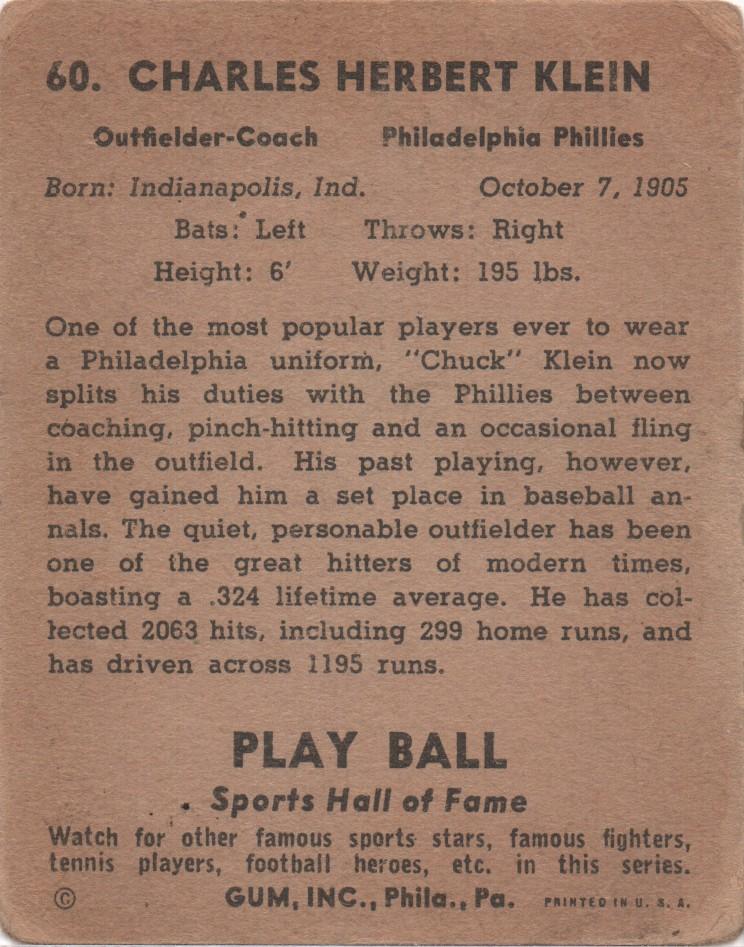 60. CHARLES HERBERT KLEIN
Outfielder-Coach Philadelphia Phillies
Born: Indianapolis, Ind. October 7, 1905
Bats: Left Throws: Right
Height: 6' Weight: 195 lbs.
One of the most popular players ever to wear
a Philadelphia uniform, "Chuck" Klein now
splits his duties with the Phillies between
coaching, pinch-hitting and an occasional fling
in the outfield. His past playing, however,
have gained him a set place in baseball an-
nals. The quiet, personable outfielder has been
one of the great hitters of modern times,
boasting a .324 lifetime average. He has col-
lected 2063 hits, including 299 home runs, and
has driven across 1195 runs.
PLAY BALL
Sports Hall of Fame
Watch for other famous sports stars, famous fighters,
tennis players, football heroes, etc. in this series.
© GUM, INC., Phila., Pa. PRINTED IN U. S. A.